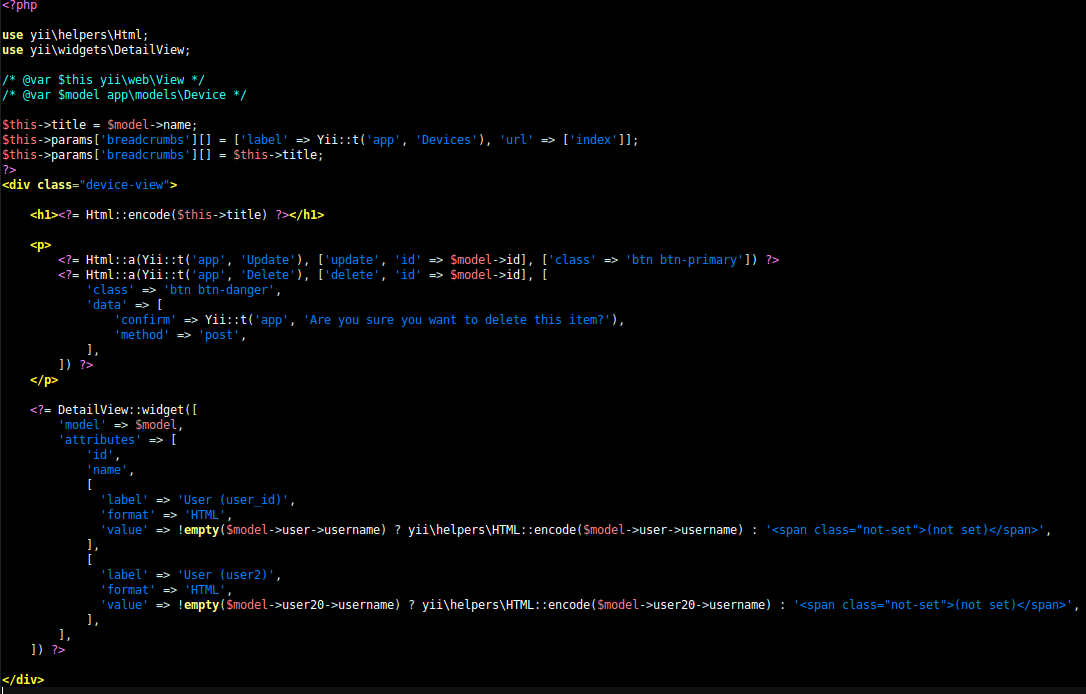 <?php

use yii\helpers\Html;
use yii\widgets\DetailView;

/* @var $this yii\web\View */
/* @var $model app\models\Device */

$this->title = $model->name;
$this->params['breadcrumbs'][] = ['label' => Yii::t('app', 'Devices'), 'url' => ['index']];
$this->params['breadcrumbs'][] = $this->title;
?>
<div class="device-view">

    <h1><?= Html::encode($this->title) ?></h1>

    <p>
        <?= Html::a(Yii::t('app', 'Update'), ['update', 'id' => $model->id], ['class' => 'btn btn-primary']) ?>
        <?= Html::a(Yii::t('app', 'Delete'), ['delete', 'id' => $model->id], [
            'class' => 'btn btn-danger',
            'data' => [
                'confirm' => Yii::t('app', 'Are you sure you want to delete this item?'),
                'method' => 'post',
            ],
        ]) ?>
    </p>

    <?= DetailView::widget([
        'model' => $model,
        'attributes' => [
            'id',
            'name',
            [
              'label' => 'User (user_id)',
              'format' => 'HTML',
              'value' => !empty($model->user->username) ? yii\helpers\HTML::encode($model->user->username) : '<span class="not-set">(not set)</span>',
            ],
            [
              'label' => 'User (user2)',
              'format' => 'HTML',
              'value' => !empty($model->user20->username) ? yii\helpers\HTML::encode($model->user20->username) : '<span class="not-set">(not set)</span>',
            ],
        ],
    ]) ?>

</div>